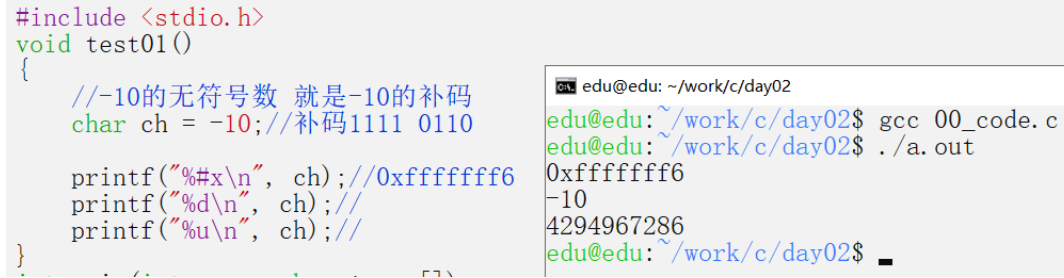 #include <stdio.h>
void test01()
{
//-10的无符号数 就是-10的补码
char ch = -10;//补码1111 0110
printf("%#x\n", ch);//0xfffffff6
printf("%d\n", ch);//
printf("%u\n", ch);//
}
edu@edu: ~/work/c/day02
edu@edu:~/work/c/day02$ gcc 00_code.c
edu@edu:~/work/c/day02$ ./a.out
0xfffffff6
-10
4294967286
edu@edu:~/work/c/day02$